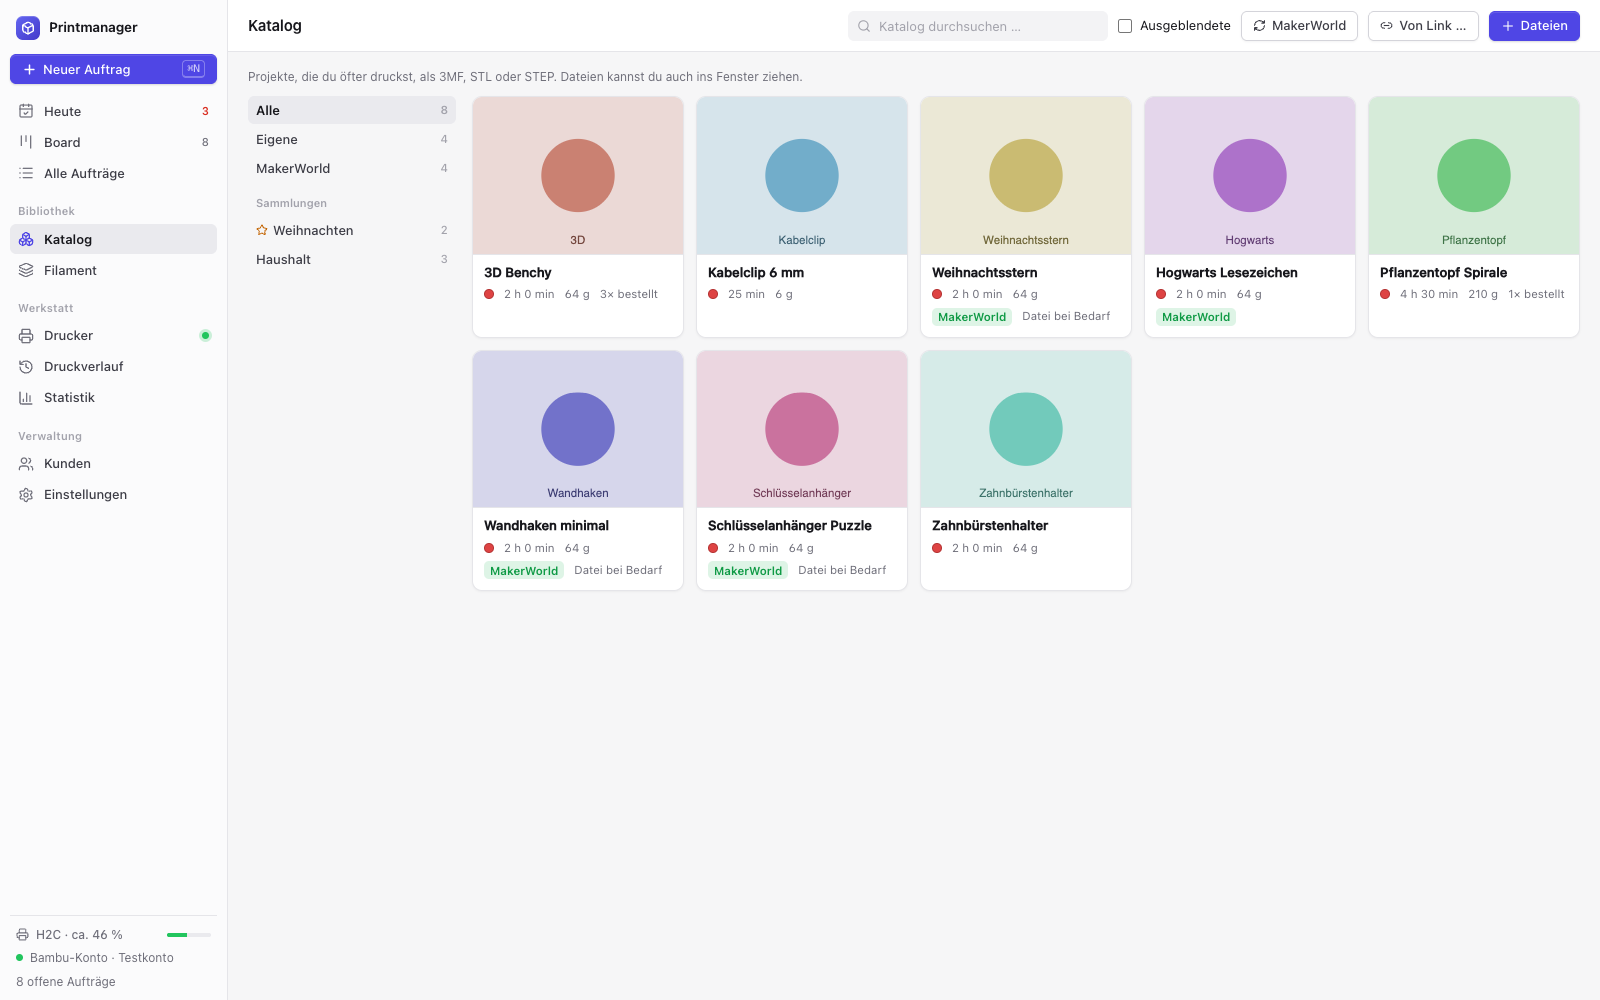 Printmanager
Neuer Auftrag ⌘N
Heute 3
Board 8
Alle Aufträge
Bibliothek
Katalog
Filament
Werkstatt
Drucker
Druckverlauf
Statistik
Verwaltung
Kunden
Einstellungen
H2C · ca. 46 %
Bambu-Konto · Testkonto
8 offene Aufträge
Katalog
Katalog durchsuchen ...
Ausgeblendete
MakerWorld
Von Link ...
Dateien
Projekte, die du öfter druckst, als 3MF, STL oder STEP. Dateien kannst du auch ins Fenster ziehen.
Alle 8
Eigene 4
MakerWorld 4
Sammlungen
Weihnachten 2
Haushalt 3
3D
3D Benchy
2 h 0 min 64 g 3× bestellt
Kabelclip
Kabelclip 6 mm
25 min 6 g
Weihnachtsstern
Weihnachtsstern
2 h 0 min 64 g
MakerWorld Datei bei Bedarf
Hogwarts
Hogwarts Lesezeichen
2 h 0 min 64 g
MakerWorld
Pflanzentopf
Pflanzentopf Spirale
4 h 30 min 210 g 1× bestellt
Wandhaken
Wandhaken minimal
2 h 0 min 64 g
MakerWorld Datei bei Bedarf
Schlüsselanhänger
Schlüsselanhänger Puzzle
2 h 0 min 64 g
MakerWorld Datei bei Bedarf
Zahnbürstenhalter
Zahnbürstenhalter
2 h 0 min 64 g